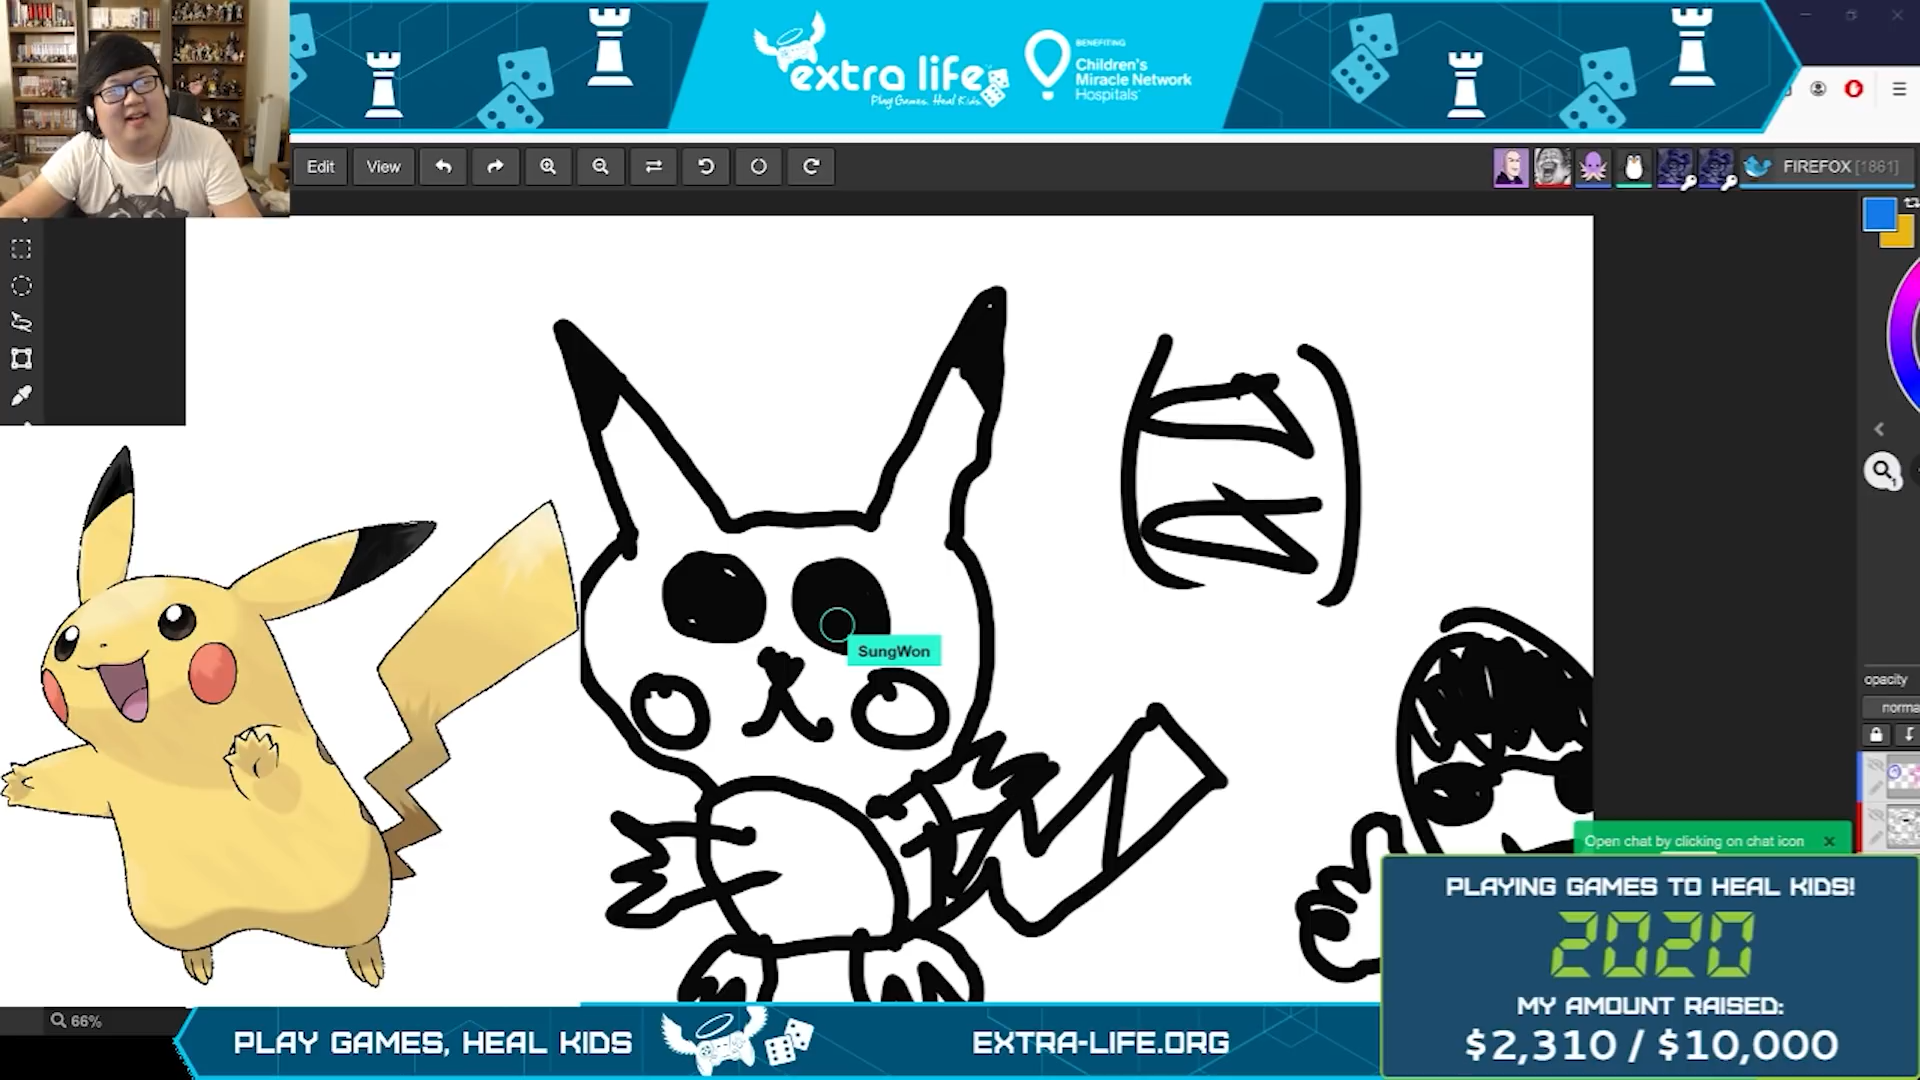 extra life
Play Games. Heal Kids.
BENEFITING
Children's
Miracle Network
Hospitals
Edit
View
FIREFOX [1861]
SungWon
opacity
norma
Open chat by clicking on chat icon
PLAYING GAMES TO HEAL KIDS!
2020
MY AMOUNT RAISED:
$2,310 / $10,000
66%
PLAY GAMES, HEAL KIDS
EXTRA-LIFE.ORG